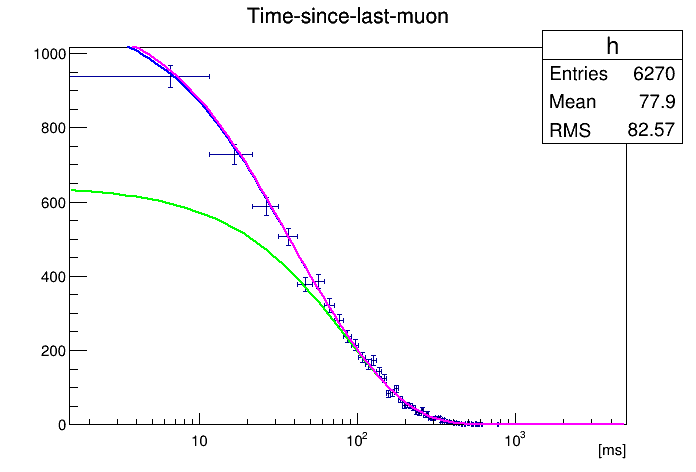 Time-since-last-muon
h
Entries 6270
Mean 77.9
RMS 82.57
1000
800
600
400
200
0
10
10²
10³
[ms]